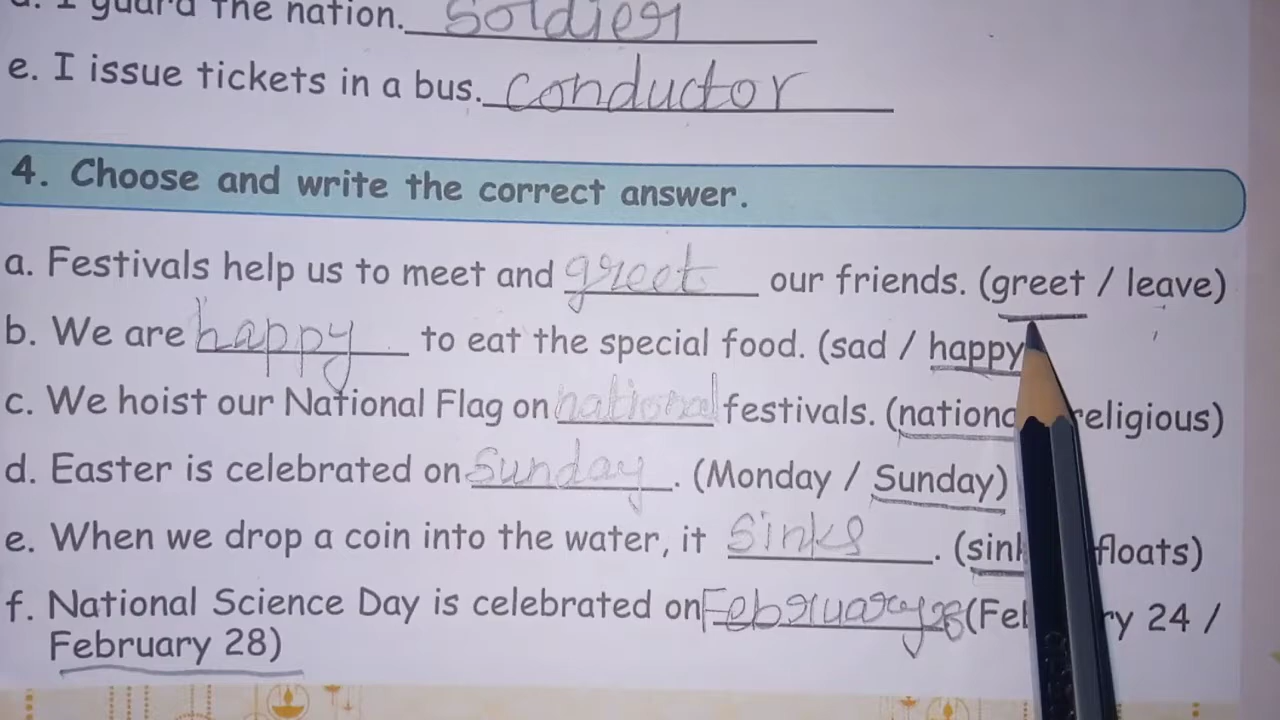 d. I guard the nation. Soldier
e. I issue tickets in a bus. conductor
4. Choose and write the correct answer.
a. Festivals help us to meet and greet our friends. (greet / leave)
b. We are happy to eat the special food. (sad / happy
c. We hoist our National Flag on national festivals. (nationa religious)
d. Easter is celebrated on Sunday. (Monday / Sunday)
e. When we drop a coin into the water, it sinks. (sink floats)
f. National Science Day is celebrated on February 28 (Feb ry 24 /
February 28)